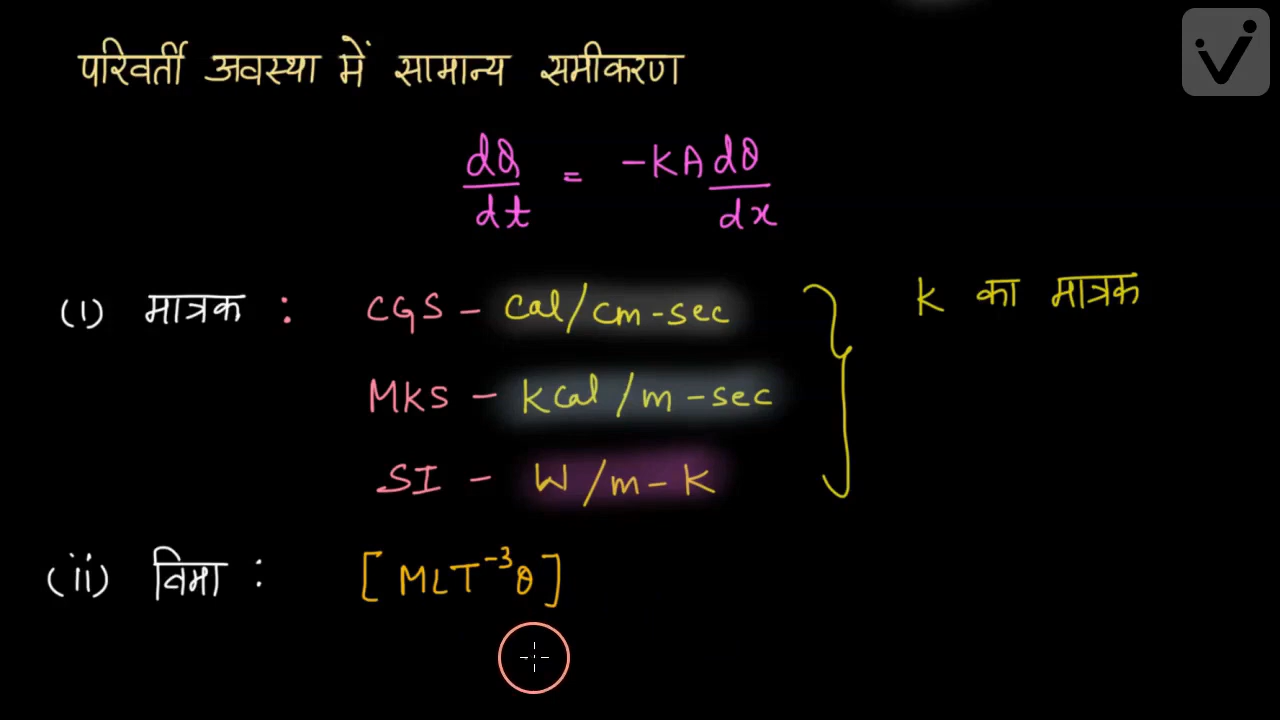 परिवर्ती अवस्था में सामान्य समीकरण
dQ/dt = -KA dθ/dx
(i) मात्रक : CGS - Cal/cm-sec
K का मात्रक
MKS - KCal/m-sec
SI - W/m-K
(ii) विमा : [MLT⁻³θ]